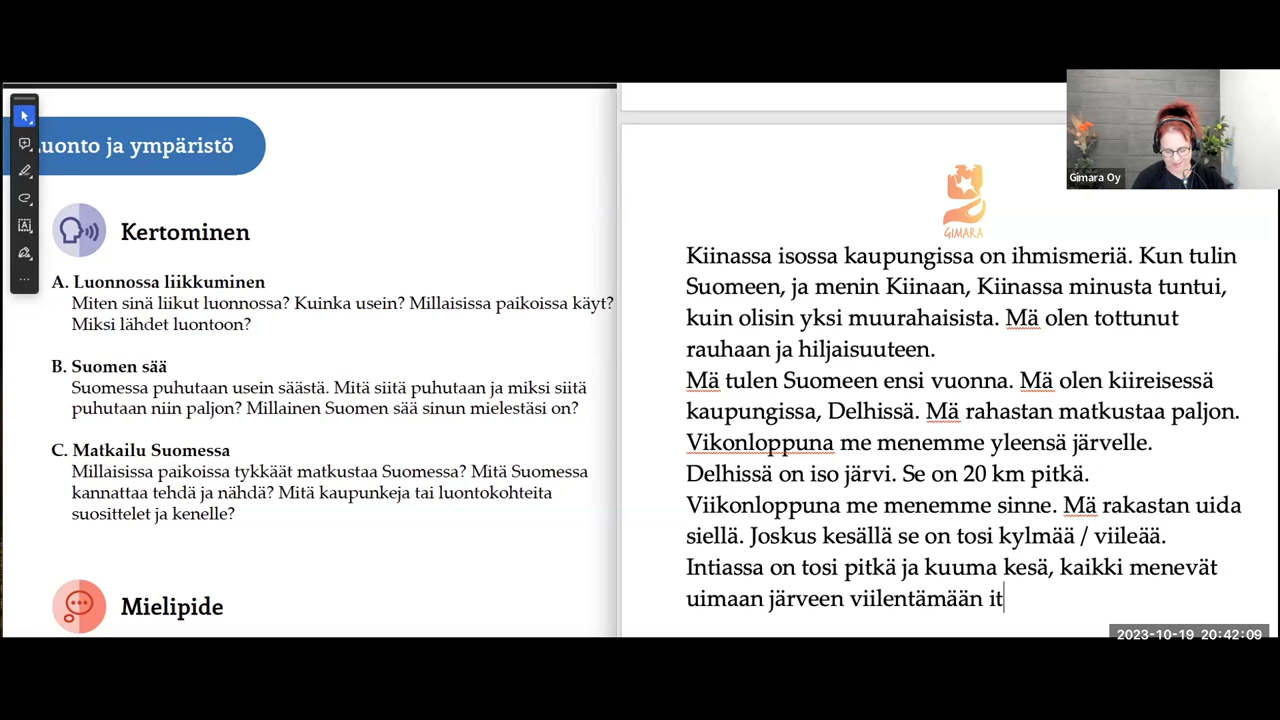 uonto ja ympäristö
Kertominen
A. Luonnossa liikkuminen
Miten sinä liikut luonnossa? Kuinka usein? Millaisissa paikoissa käyt?
Miksi lähdet luontoon?
B. Suomen sää
Suomessa puhutaan usein säästä. Mitä siitä puhutaan ja miksi siitä
puhutaan niin paljon? Millainen Suomen sää sinun mielestäsi on?
C. Matkailu Suomessa
Millaisissa paikoissa tykkäät matkustaa Suomessa? Mitä Suomessa
kannattaa tehdä ja nähdä? Mitä kaupunkeja tai luontokohteita
suosittelet ja kenelle?
Mielipide
GIMARA
Kiinassa isossa kaupungissa on ihmismeriä. Kun tulin
Suomeen, ja menin Kiinaan, Kiinassa minusta tuntui,
kuin olisin yksi muurahaisista. Mä olen tottunut
rauhaan ja hiljaisuuteen.
Mä tulen Suomeen ensi vuonna. Mä olen kiireisessä
kaupungissa, Delhissä. Mä rahastan matkustaa paljon.
Vikonloppuna me menemme yleensä järvelle.
Delhissä on iso järvi. Se on 20 km pitkä.
Viikonloppuna me menemme sinne. Mä rakastan uida
siellä. Joskus kesällä se on tosi kylmää / viileää.
Intiassa on tosi pitkä ja kuuma kesä, kaikki menevät
uimaan järveen viilentämään it
Gimara Oy
2023-10-19 20:42:09